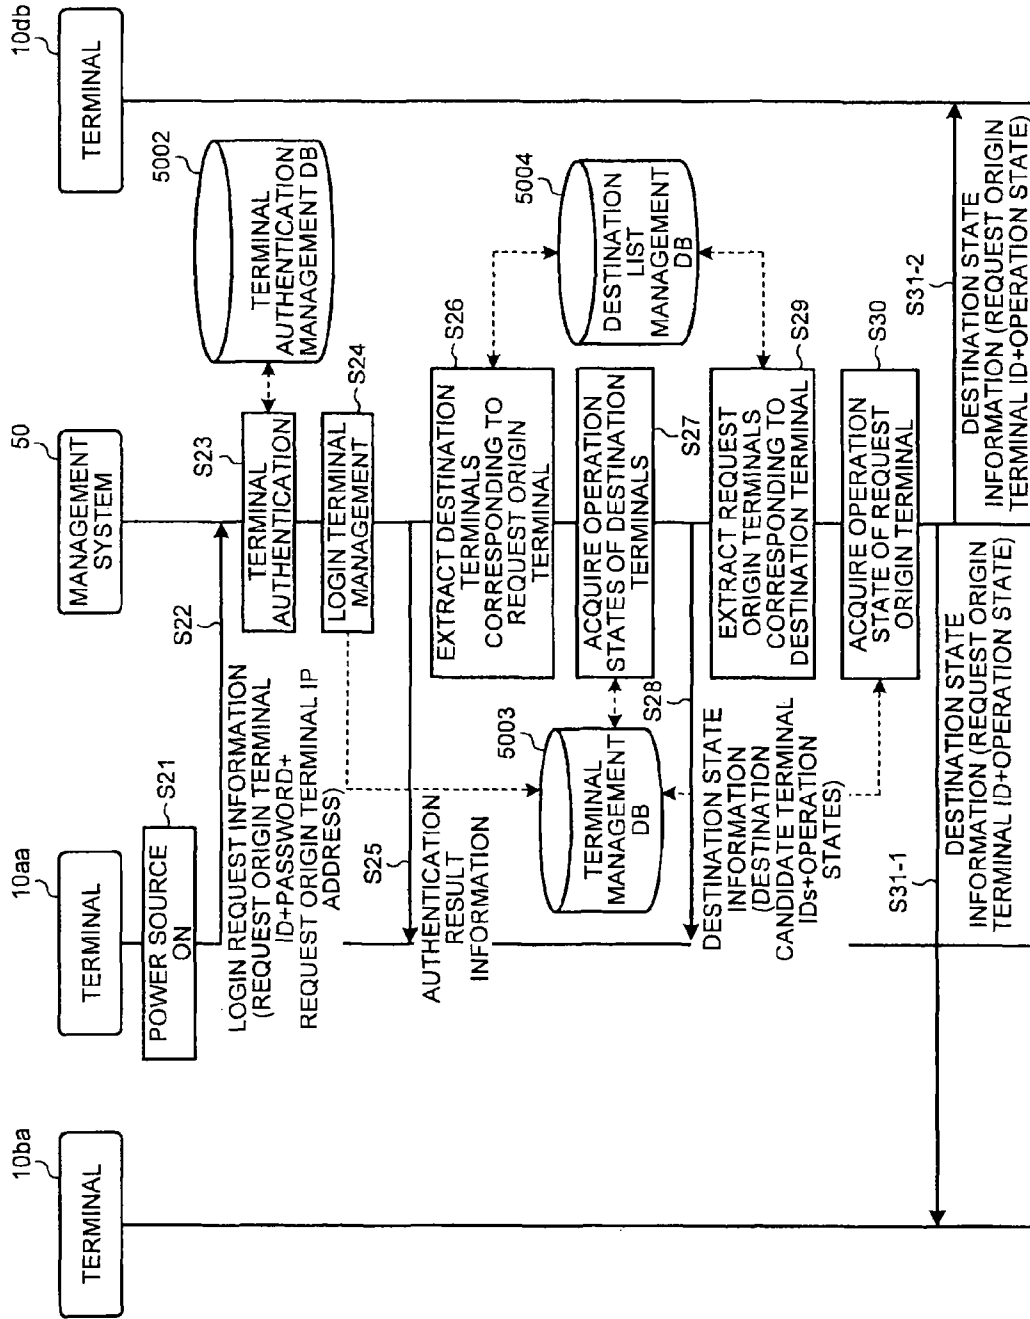 10ba
TERMINAL
10aa
TERMINAL
50
MANAGEMENT
SYSTEM
10db
TERMINAL
S21
POWER SOURCE
ON
S22
LOGIN REQUEST INFORMATION
(REQUEST ORIGIN TERMINAL
ID+PASSWORD+
REQUEST ORIGIN TERMINAL IP
ADDRESS)
S23
TERMINAL
AUTHENTICATION
5002
TERMINAL
AUTHENTICATION
MANAGEMENT DB
S24
LOGIN TERMINAL
MANAGEMENT
S25
AUTHENTICATION
RESULT
INFORMATION
S26
EXTRACT DESTINATION
TERMINALS
CORRESPONDING TO
REQUEST ORIGIN
TERMINAL
5003
TERMINAL
MANAGEMENT
DB
5004
DESTINATION
LIST
MANAGEMENT
DB
ACQUIRE OPERATION
STATES OF DESTINATION
TERMINALS
S27
S28
DESTINATION STATE
INFORMATION
(DESTINATION
CANDIDATE TERMINAL
IDs+OPERATION
STATES)
S29
EXTRACT REQUEST
ORIGIN TERMINALS
CORRESPONDING TO
DESTINATION TERMINAL
S30
ACQUIRE OPERATION
STATE OF REQUEST
ORIGIN TERMINAL
S31-1
DESTINATION STATE
INFORMATION (REQUEST ORIGIN
TERMINAL ID+OPERATION STATE)
S31-2
DESTINATION STATE
INFORMATION (REQUEST ORIGIN
TERMINAL ID+OPERATION STATE)